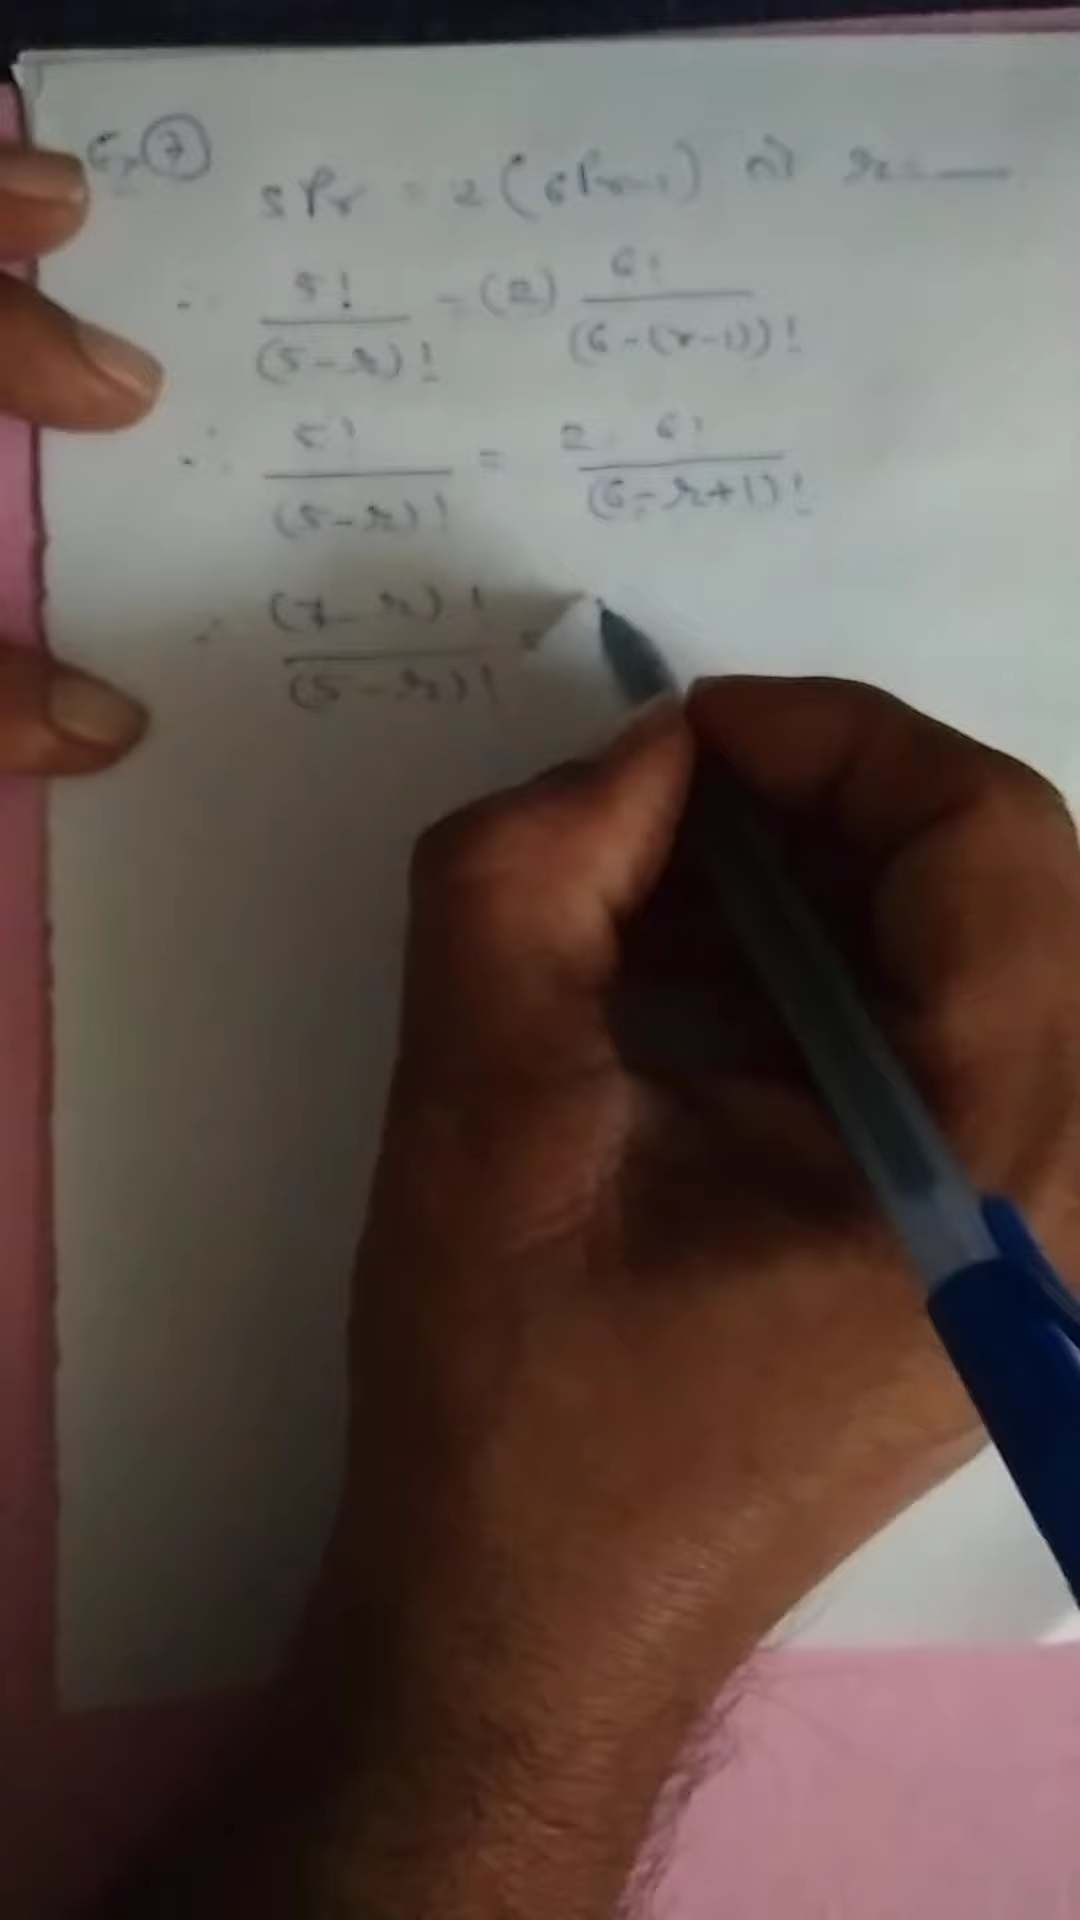 Ex 7
5Pr = 2(6Pr-1) તો r = ___
∴ 5! / (5-r)! = (2) 6! / (6-(r-1))!
∴ 5! / (5-r)! = 2. 6! / (6-r+1)!
∴ (7-r)! / (5-r)! =